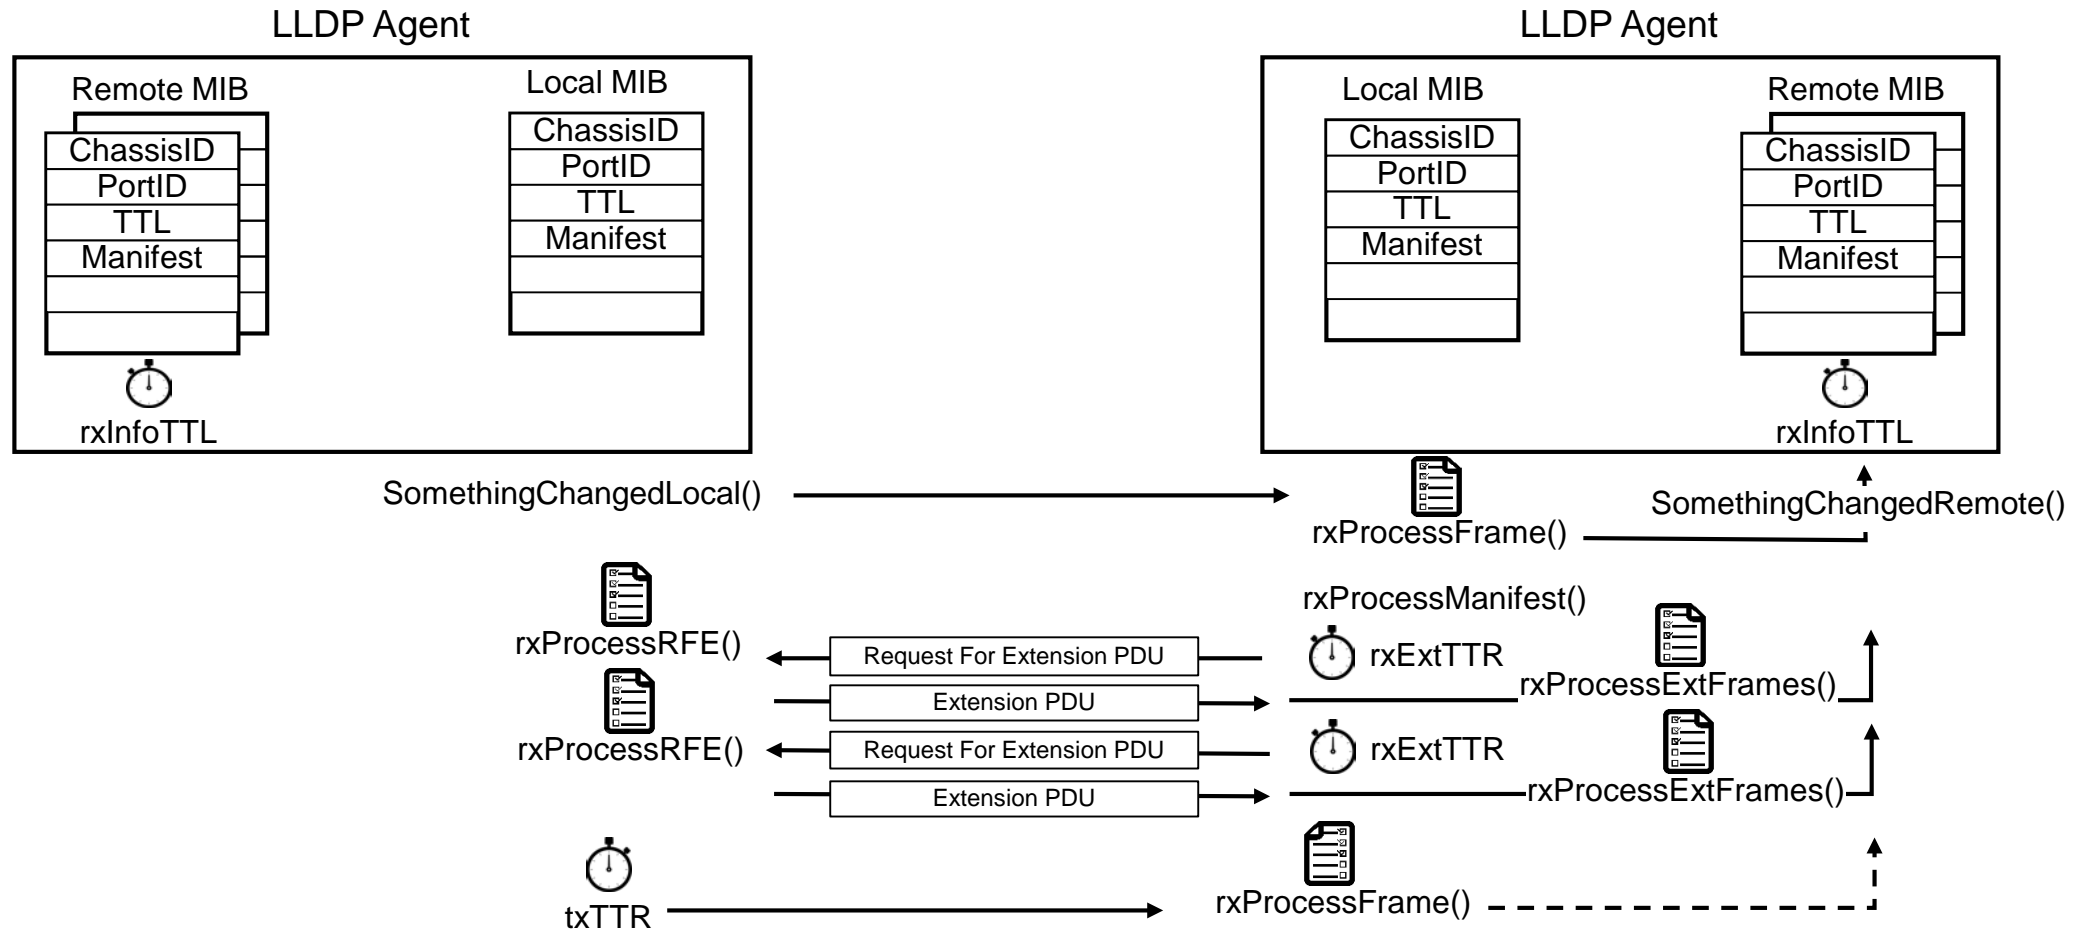 LLDP Agent
LLDP Agent
Remote MIB
Local MIB
ChassisID
PortID
TTL
Manifest
ChassisID
PortID
TTL
Manifest
rxInfoTTL
Local MIB
Remote MIB
ChassisID
PortID
TTL
Manifest
ChassisID
PortID
TTL
Manifest
rxInfoTTL
SomethingChangedLocal()
rxProcessFrame()
SomethingChangedRemote()
rxProcessManifest()
rxProcessRFE()
Request For Extension PDU
rxExtTTR
Extension PDU
rxProcessExtFrames()
rxProcessRFE()
Request For Extension PDU
rxExtTTR
Extension PDU
rxProcessExtFrames()
txTTR
rxProcessFrame()